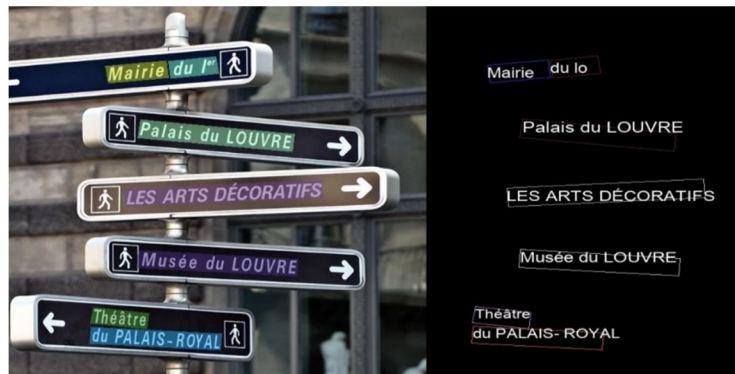 Mairie du Iᵉʳ
Palais du LOUVRE
LES ARTS DÉCORATIFS
Musée du LOUVRE
Théâtre
du PALAIS-ROYAL
Mairie du lo
Palais du LOUVRE
LES ARTS DÉCORATIFS
Musée du LOUVRE
Théâtre
du PALAIS- ROYAL